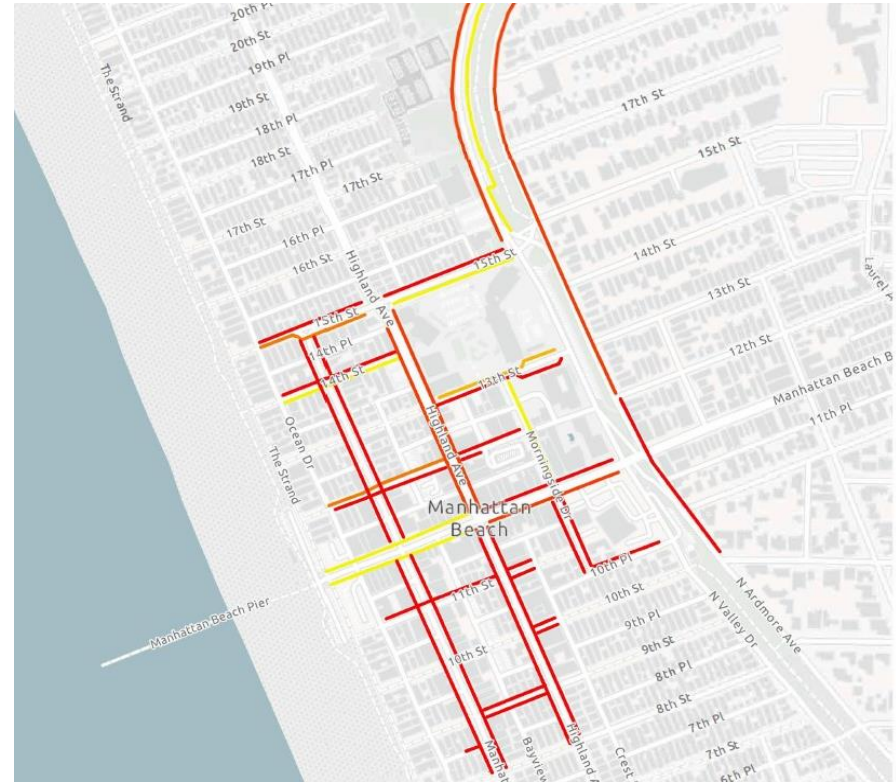 20th Pl
20th St
19th Pl
19th St
18th Pl
18th St
17th Pl
17th St
17th St
16th Pl
16th St
The Strand
Highland Ave
17th St
15th St
14th St
13th St
12th St
Manhattan Beach B
11th Pl
Laurel A
15th St
15th St
14th Pl
14th St
13th St
Ocean Dr
The Strand
Highland Ave
Morningside Dr
Manhattan
Beach
Manhattan Beach Pier
11th St
10th Pl
10th St
10th St
9th Pl
9th St
8th Pl
8th St
7th Pl
7th St
6th Pl
N Ardmore Ave
N Valley Dr
Manhat
Bayview
Highland A
Crest